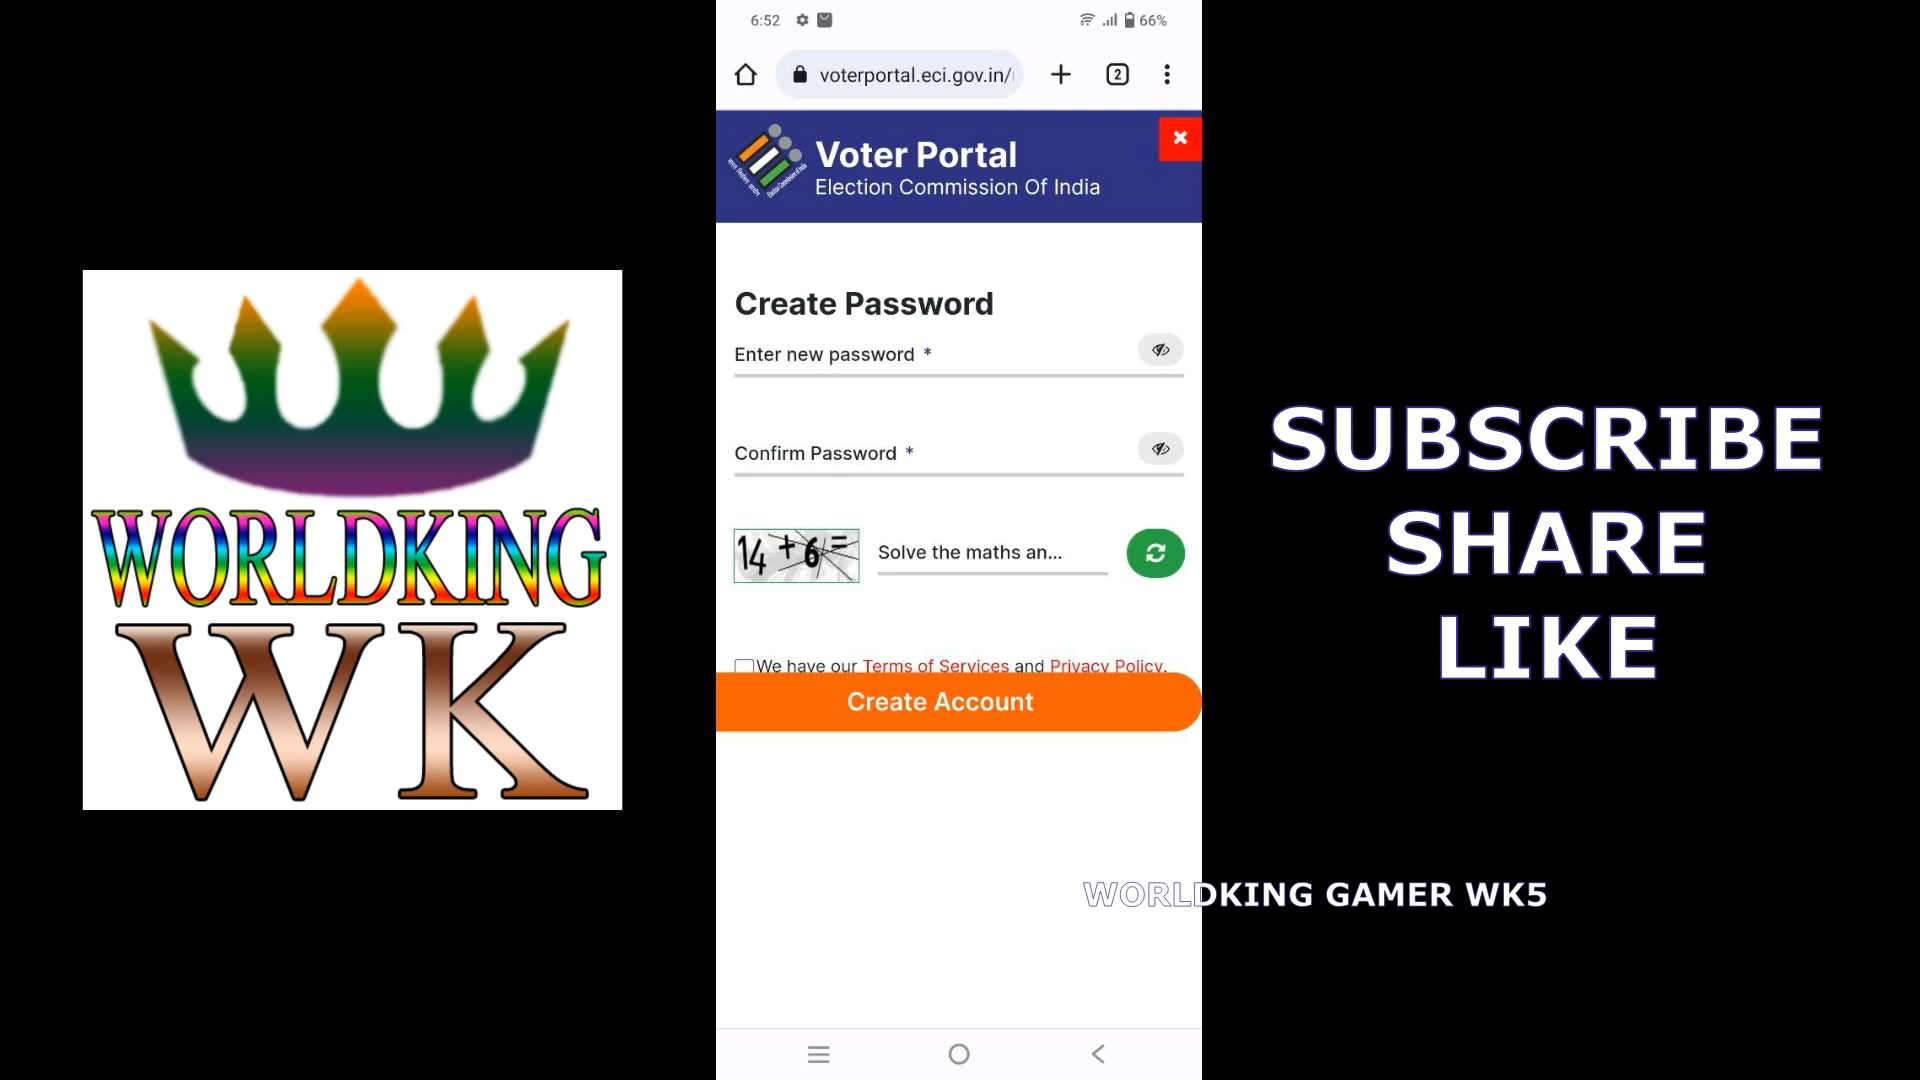 6:52
66%
voterportal.eci.gov.in/
2
Voter Portal
Election Commission Of India
Create Password
Enter new password *
Confirm Password *
14 + 6 =
Solve the maths an...
We have our Terms of Services and Privacy Policy.
Create Account
WORLDKING
WK
SUBSCRIBE
SHARE
LIKE
WORLDKING GAMER WK5